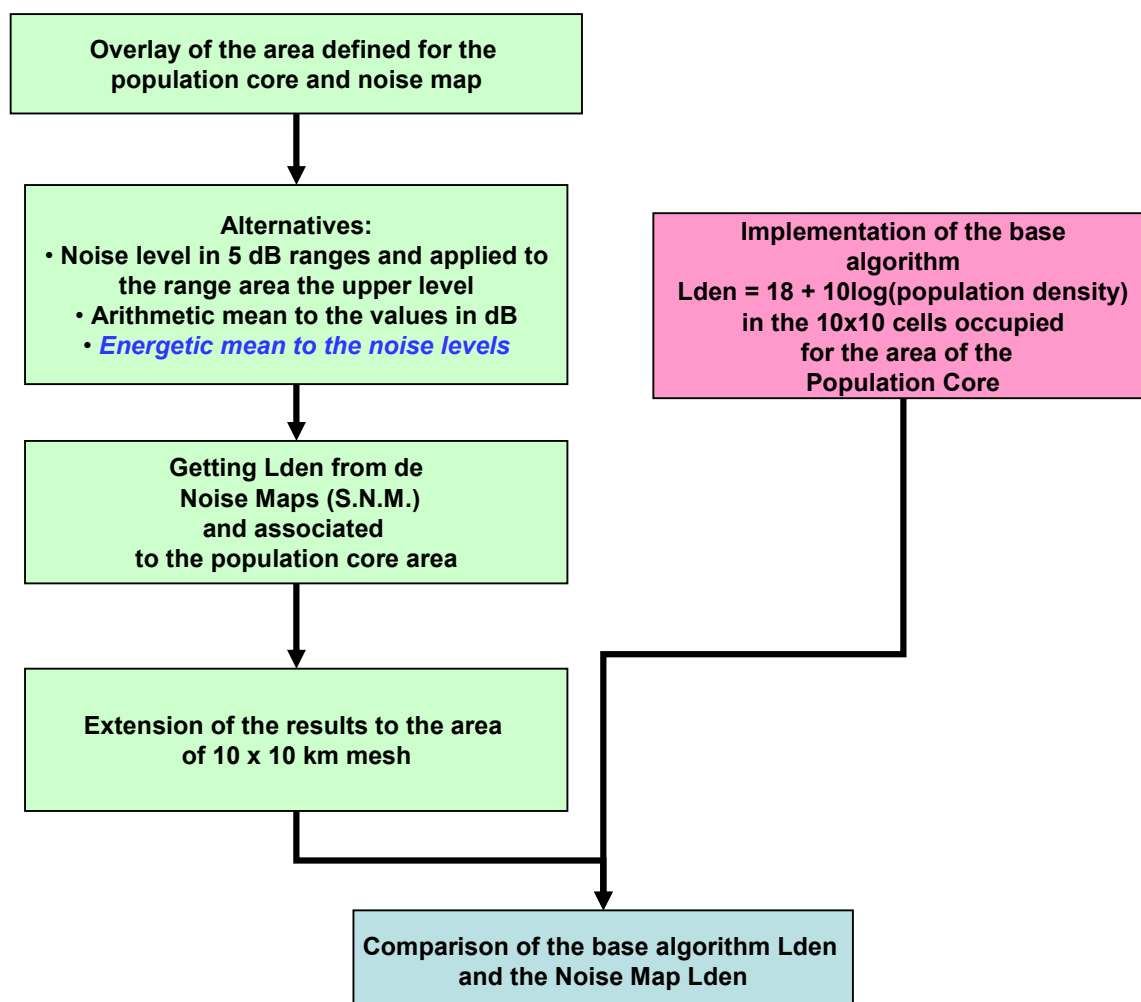 Overlay of the area defined for the
population core and noise map
Alternatives:
• Noise level in 5 dB ranges and applied to
the range area the upper level
• Arithmetic mean to the values in dB
• Energetic mean to the noise levels
Implementation of the base
algorithm
Lden = 18 + 10log(population density)
in the 10x10 cells occupied
for the area of the
Population Core
Getting Lden from de
Noise Maps (S.N.M.)
and associated
to the population core area
Extension of the results to the area
of 10 x 10 km mesh
Comparison of the base algorithm Lden
and the Noise Map Lden